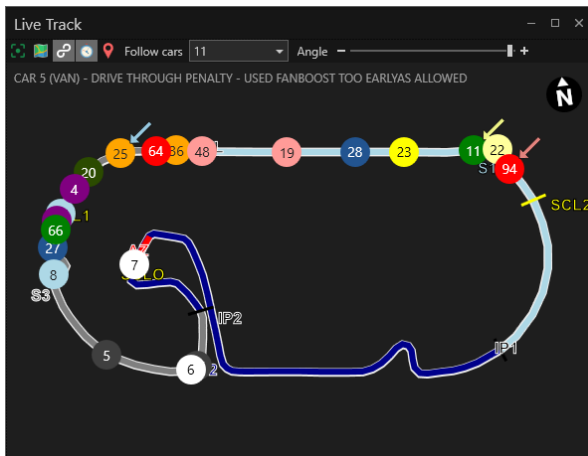 Live Track
Follow cars 11 Angle
CAR 5 (VAN) - DRIVE THROUGH PENALTY - USED FANBOOST TOO EARLYAS ALLOWED
N
25 64 36 48 19 28 23 11 22
94
20
4
SCL2
66
27
7
8
S3
IP2
IP1
5
6 2